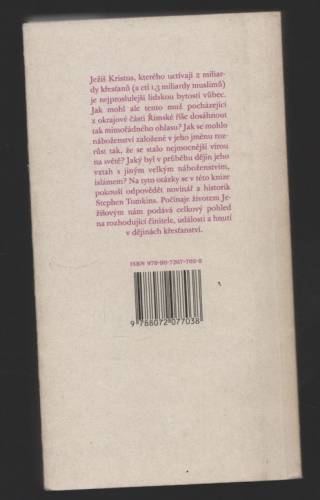 Ježíš Kristus, kterého uctívají 2 miliar-
dy křesťanů (a ctí 1,3 miliardy muslimů)
je nejproslulejší lidskou bytostí vůbec.
Jak mohl ale tento muž pocházející
z okrajové části Římské říše dosáhnout
tak mimořádného ohlasu? Jak se mohlo
náboženství založené v jeho jménu roz-
růst tak, že se stalo nejmocnější vírou
na světě? Jaký byl v průběhu dějin jeho
vztah s jiným velkým náboženstvím,
islámem? Na tyto otázky se v této knize
pokouší odpovědět novinář a historik
Stephen Tomkins. Počínaje životem Je-
žíšovým nám podává celkový pohled
na rozhodující činitele, události a hnutí
v dějinách křesťanství.
ISBN 978-80-7207-703-8
9 788072 077038